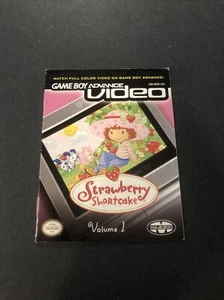 WATCH FULL COLOR VIDEO ON GAME BOY ADVANCE!
GAME BOY ADVANCE
Video
Strawberry
Shortcake
Volume 1